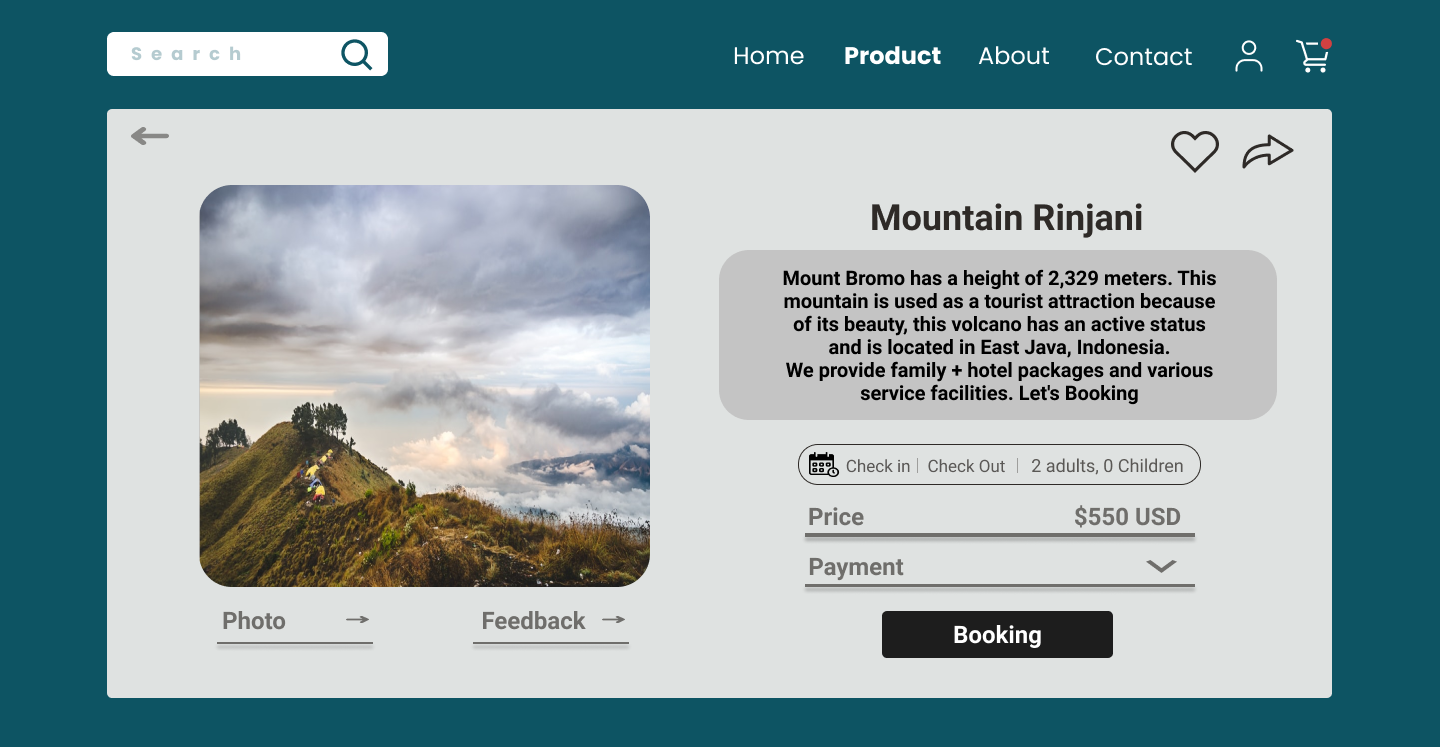 Search
Home
Product
About
Contact
Mountain Rinjani
Mount Bromo has a height of 2,329 meters. This
mountain is used as a tourist attraction because
of its beauty, this volcano has an active status
and is located in East Java, Indonesia.
We provide family + hotel packages and various
service facilities. Let's Booking
Check in | Check Out | 2 adults, 0 Children
Price $550 USD
Payment
Booking
Photo
Feedback